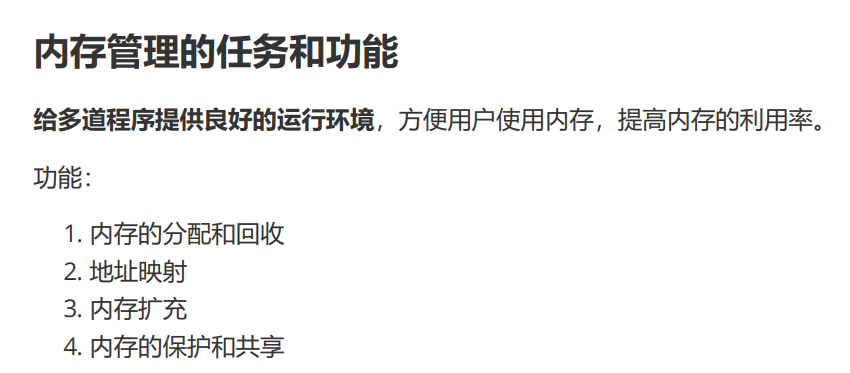 内存管理的任务和功能
给多道程序提供良好的运行环境，方便用户使用内存，提高内存的利用率。
功能：
1. 内存的分配和回收
2. 地址映射
3. 内存扩充
4. 内存的保护和共享